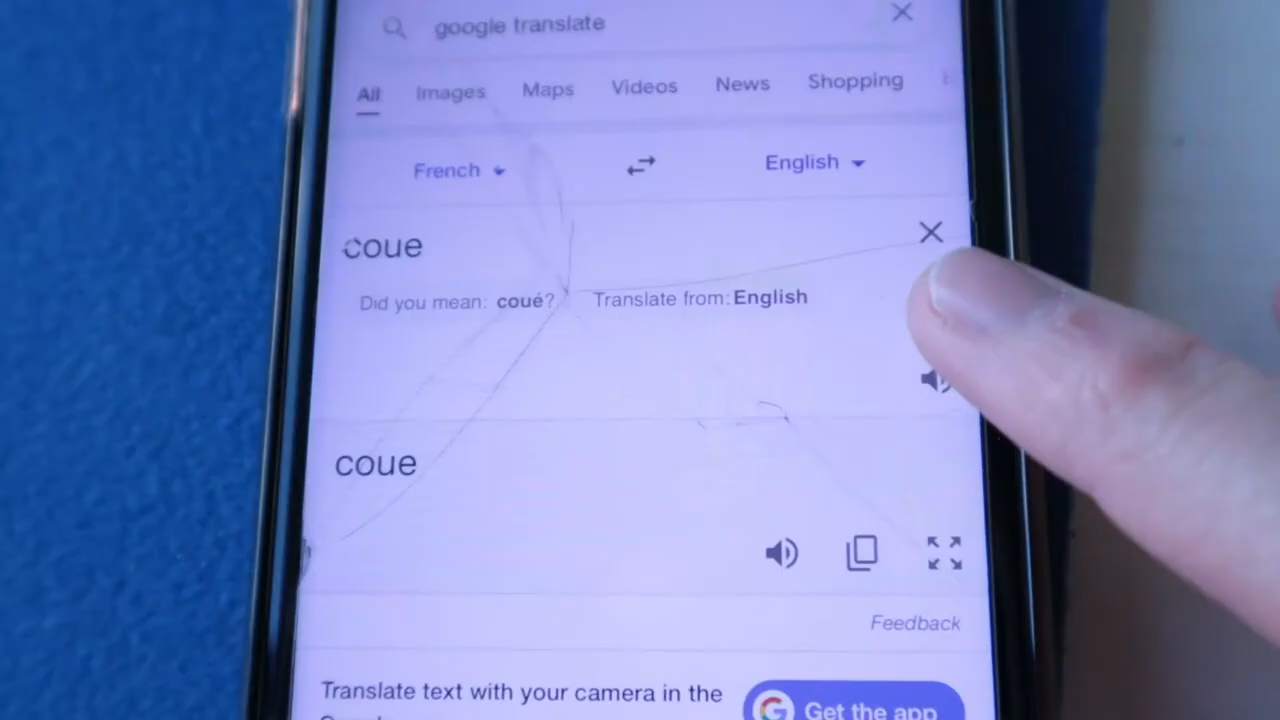 google translate
All Images Maps Videos News Shopping
French English
coue
Did you mean: coué? Translate from: English
coue
Feedback
Translate text with your camera in the
Get the app